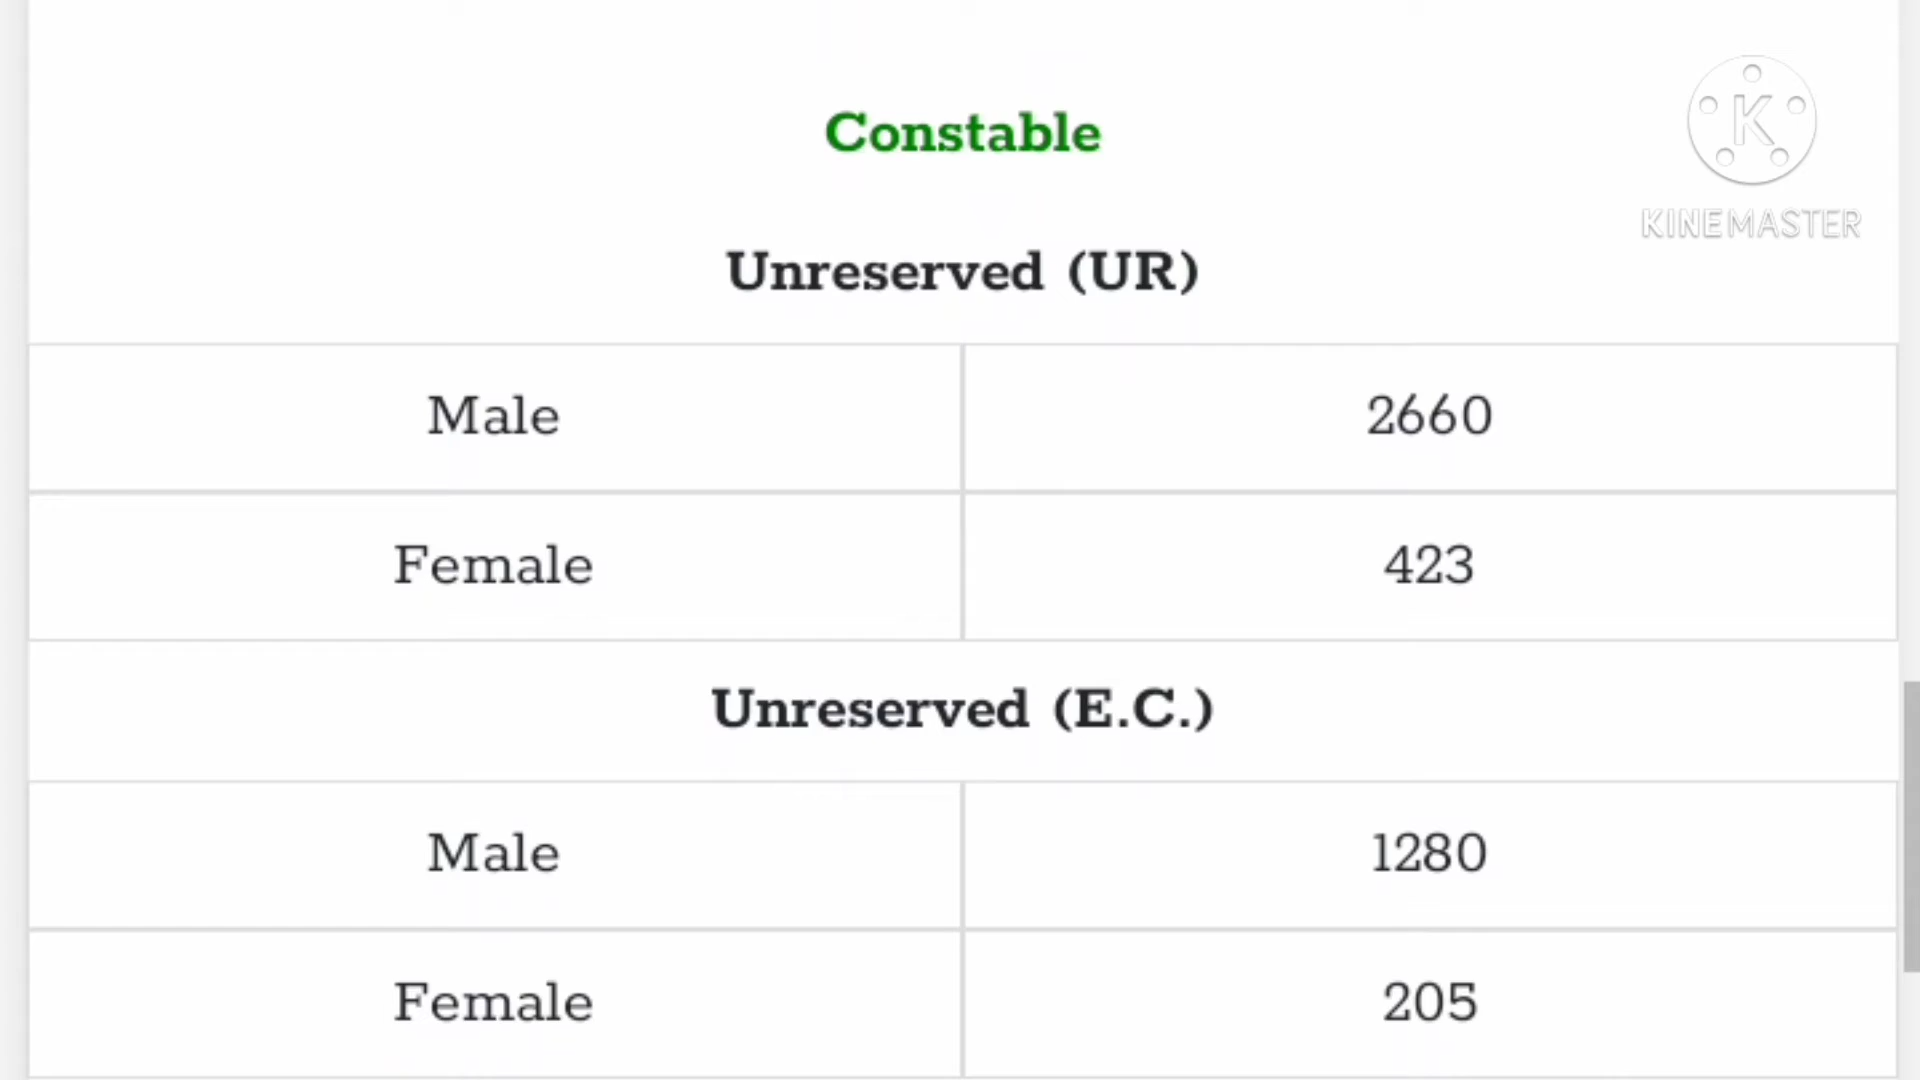 Constable
K
KINEMASTER
Unreserved (UR)
Male 2660
Female 423
Unreserved (E.C.)
Male 1280
Female 205